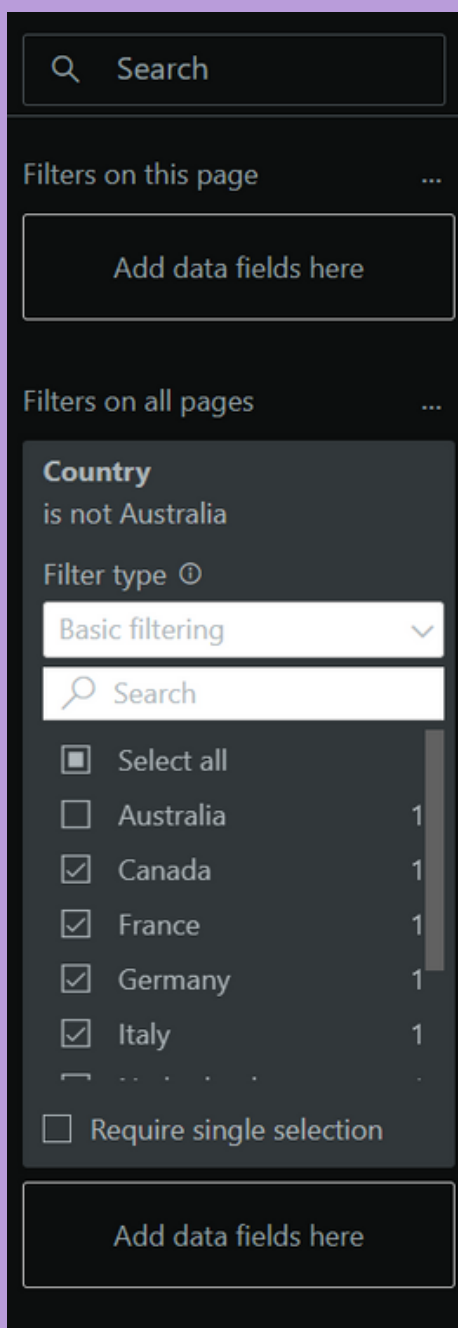 Search
Filters on this page ...
Add data fields here
Filters on all pages ...
Country
is not Australia
Filter type
Basic filtering
Search
Select all
Australia 1
Canada 1
France 1
Germany 1
Italy 1
Require single selection
Add data fields here